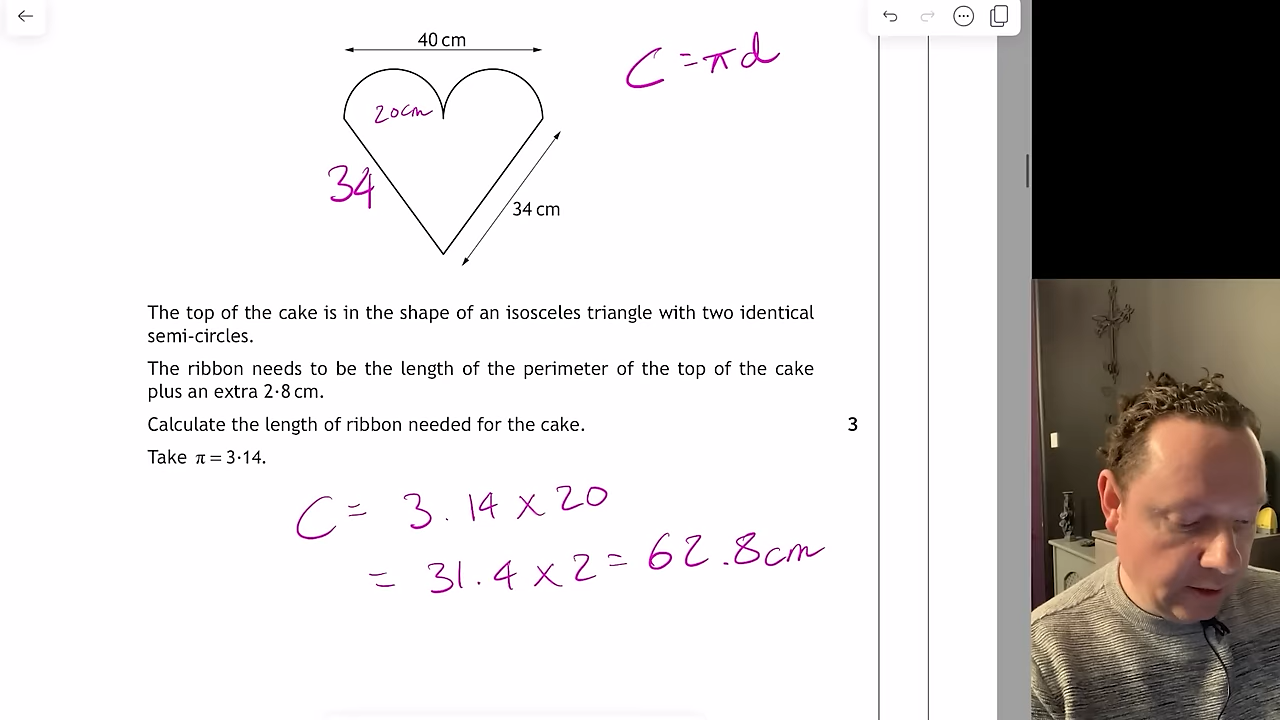 40 cm
C = πd
20cm
34
34 cm
The top of the cake is in the shape of an isosceles triangle with two identical
semi-circles.
The ribbon needs to be the length of the perimeter of the top of the cake
plus an extra 2·8 cm.
Calculate the length of ribbon needed for the cake. 3
Take π = 3·14.
C = 3.14 × 20
= 31.4 × 2 = 62.8cm